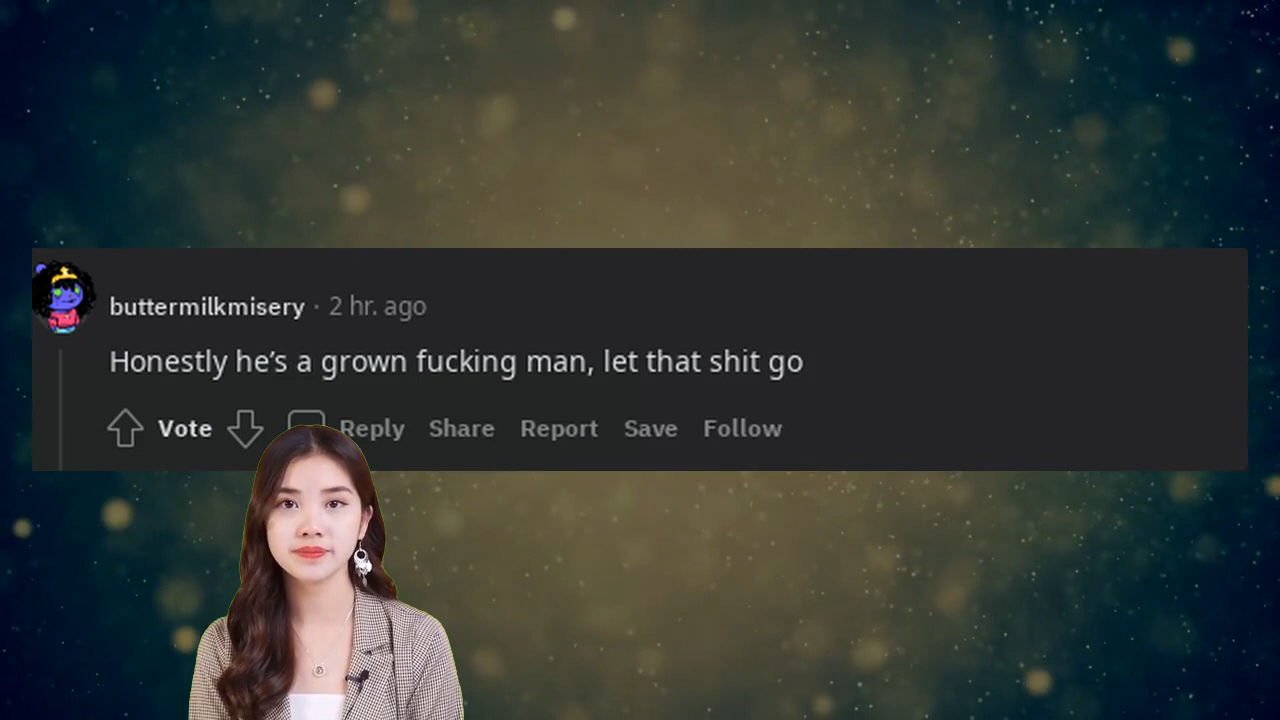 buttermilkmisery · 2 hr. ago
Honestly he's a grown fucking man, let that shit go
Vote Reply Share Report Save Follow